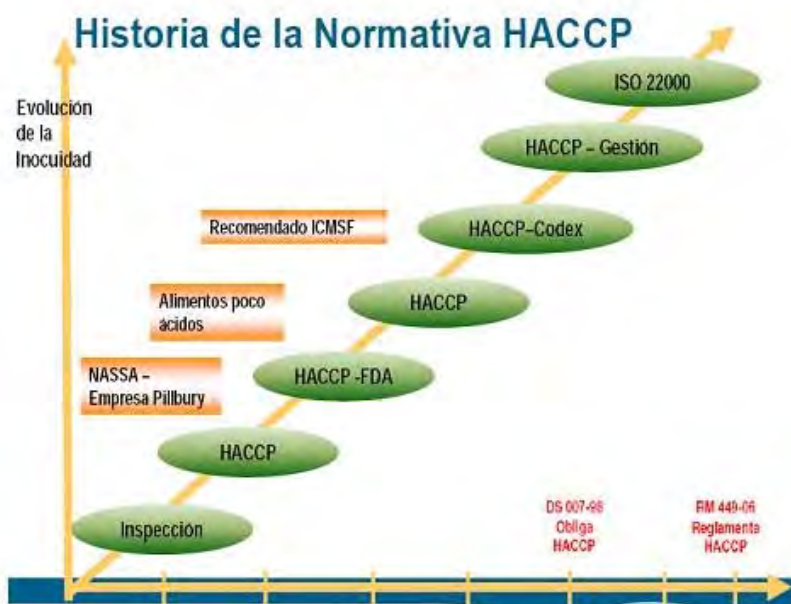 Historia de la Normativa HACCP
Evolución
de la
Inocuidad
ISO 22000
HACCP – Gestión
Recomendado ICMSF
HACCP–Codex
Alimentos poco
ácidos
HACCP
NASSA –
Empresa Pillbury
HACCP -FDA
HACCP
Inspección
DS 007-98
Obliga
HACCP
RM 449-06
Reglamenta
HACCP